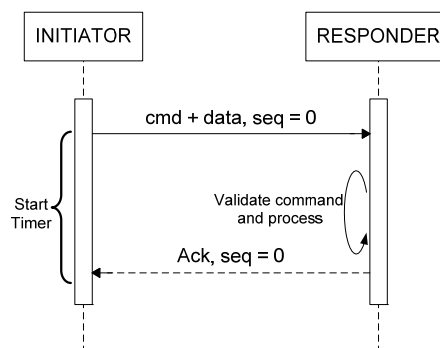 INITIATOR
RESPONDER
cmd + data, seq = 0
Start
Timer
Validate command
and process
Ack, seq = 0